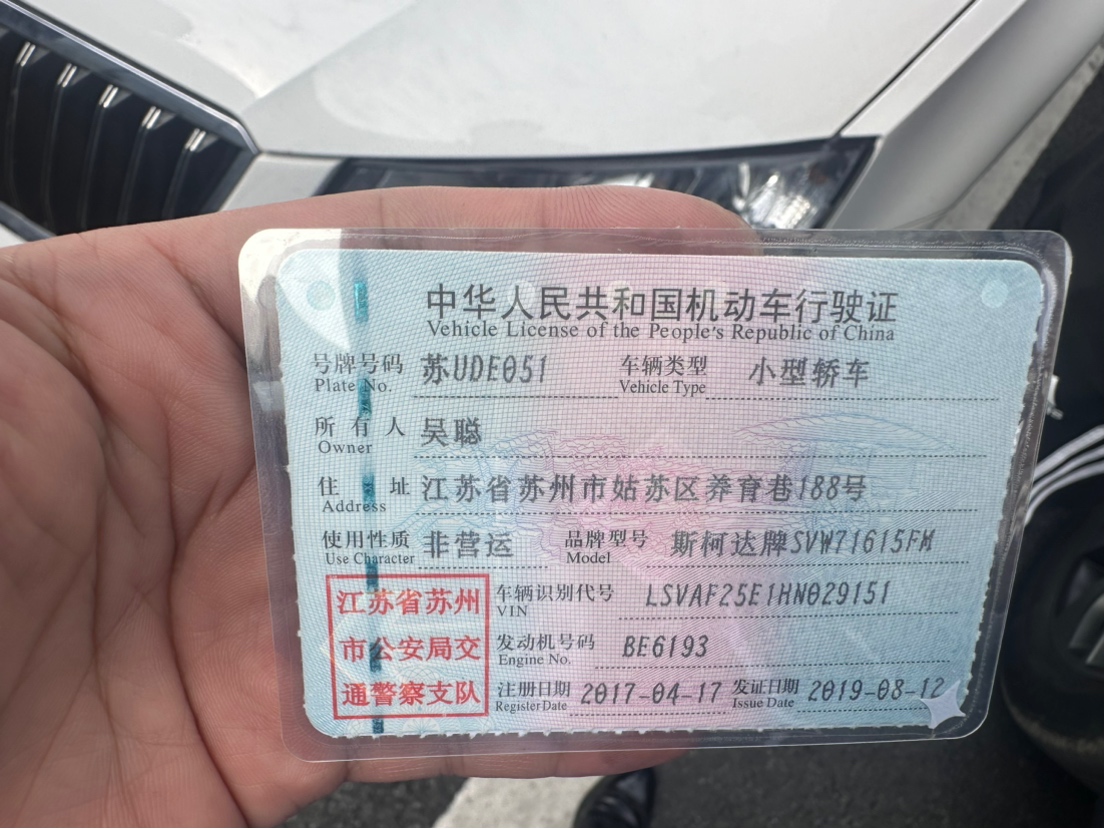 中华人民共和国机动车行驶证
Vehicle License of the People's Republic of China
号牌号码 Plate No. 苏UDE051 车辆类型 Vehicle Type 小型轿车
所有人 Owner 吴聪
住址 Address 江苏省苏州市姑苏区养育巷188号
使用性质 Use Character 非营运 品牌型号 Model 斯柯达牌SVW71615FM
江苏省苏州
市公安局交
通警察支队
车辆识别代号 VIN LSVAF25E1HN029151
发动机号码 Engine No. BE6193
注册日期 Register Date 2017-04-17 发证日期 Issue Date 2019-08-12